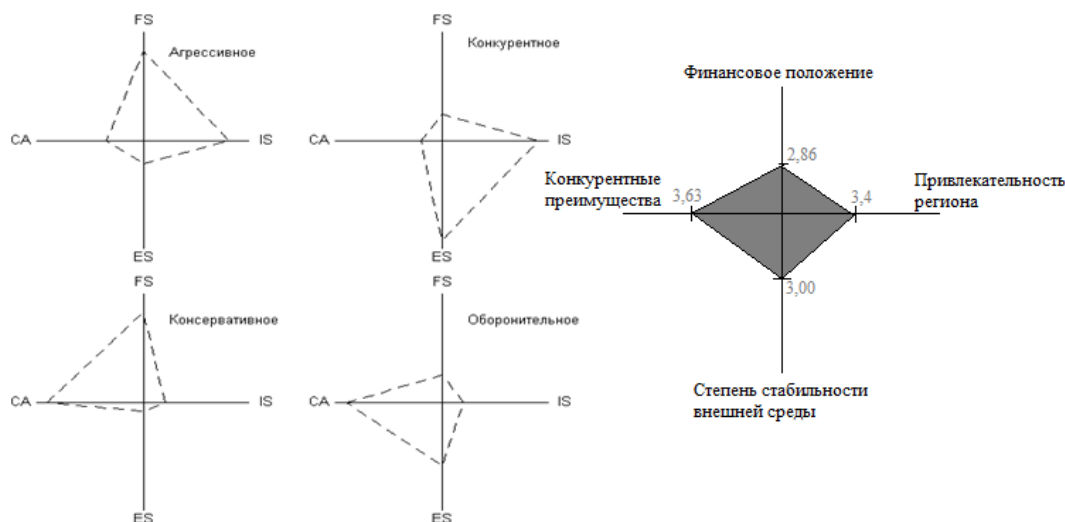 FS
Агрессивное
CA
IS
ES
FS
Конкурентное
CA
IS
ES
FS
Консервативное
CA
IS
ES
FS
Оборонительное
CA
IS
ES
Финансовое положение
2,86
Конкурентные
преимущества
3,63
3,4
Привлекательность
региона
3,00
Степень стабильности
внешней среды